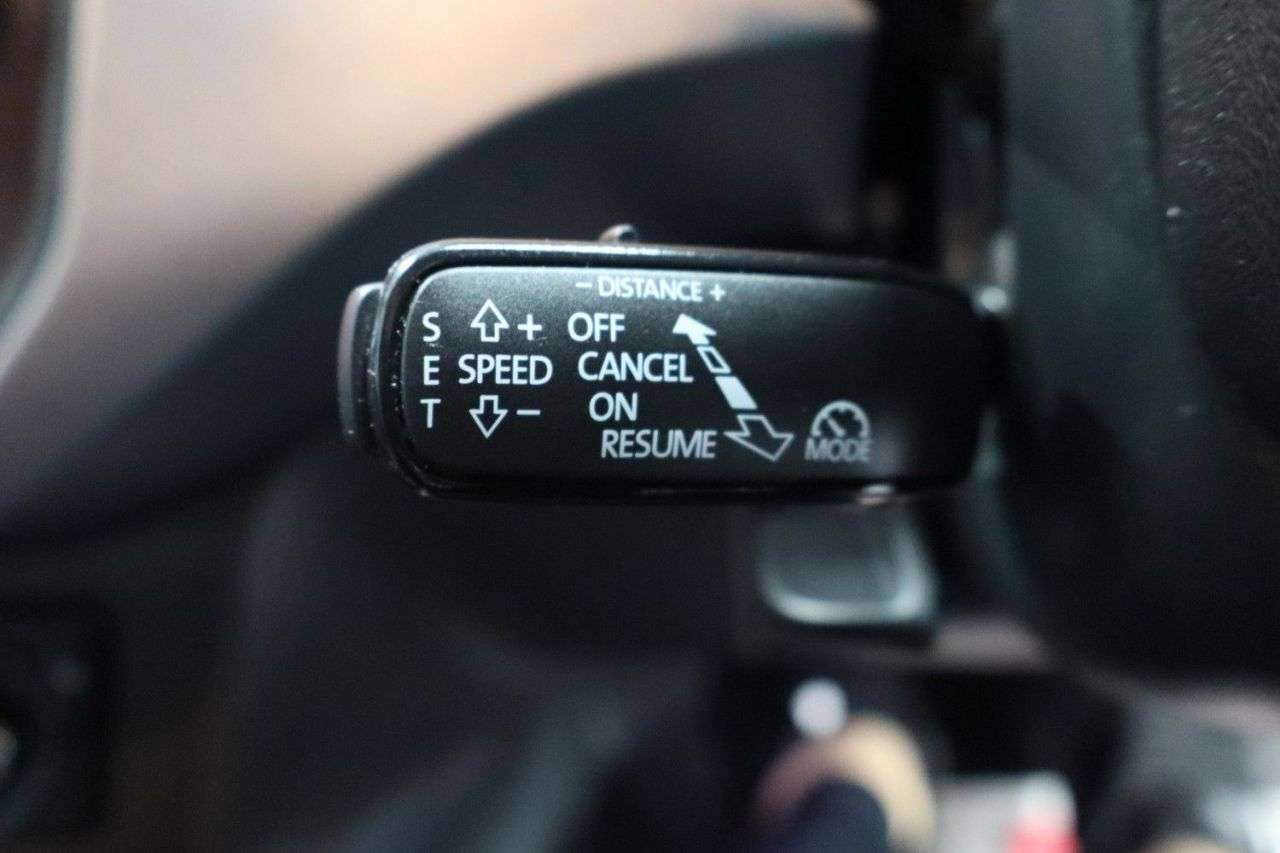 - DISTANCE +
S + OFF
E SPEED CANCEL
T - ON
RESUME MODE